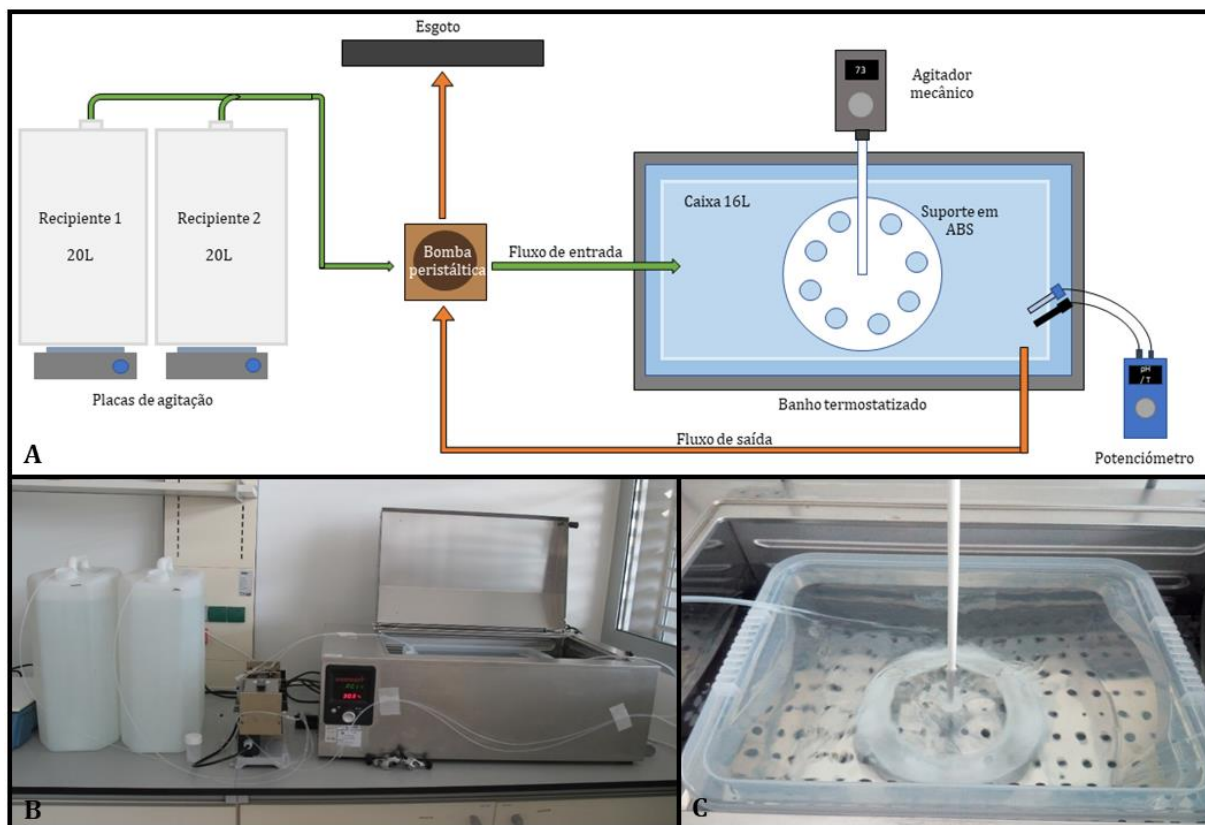 Esgoto
73
Agitador
mecânico
Recipiente 1
20L
Recipiente 2
20L
Caixa 16L
Suporte em
ABS
Bomba
peristáltica
Fluxo de entrada
pH
/ T
Placas de agitação
Banho termostatizado
Fluxo de saída
Potenciómetro
A
B
C